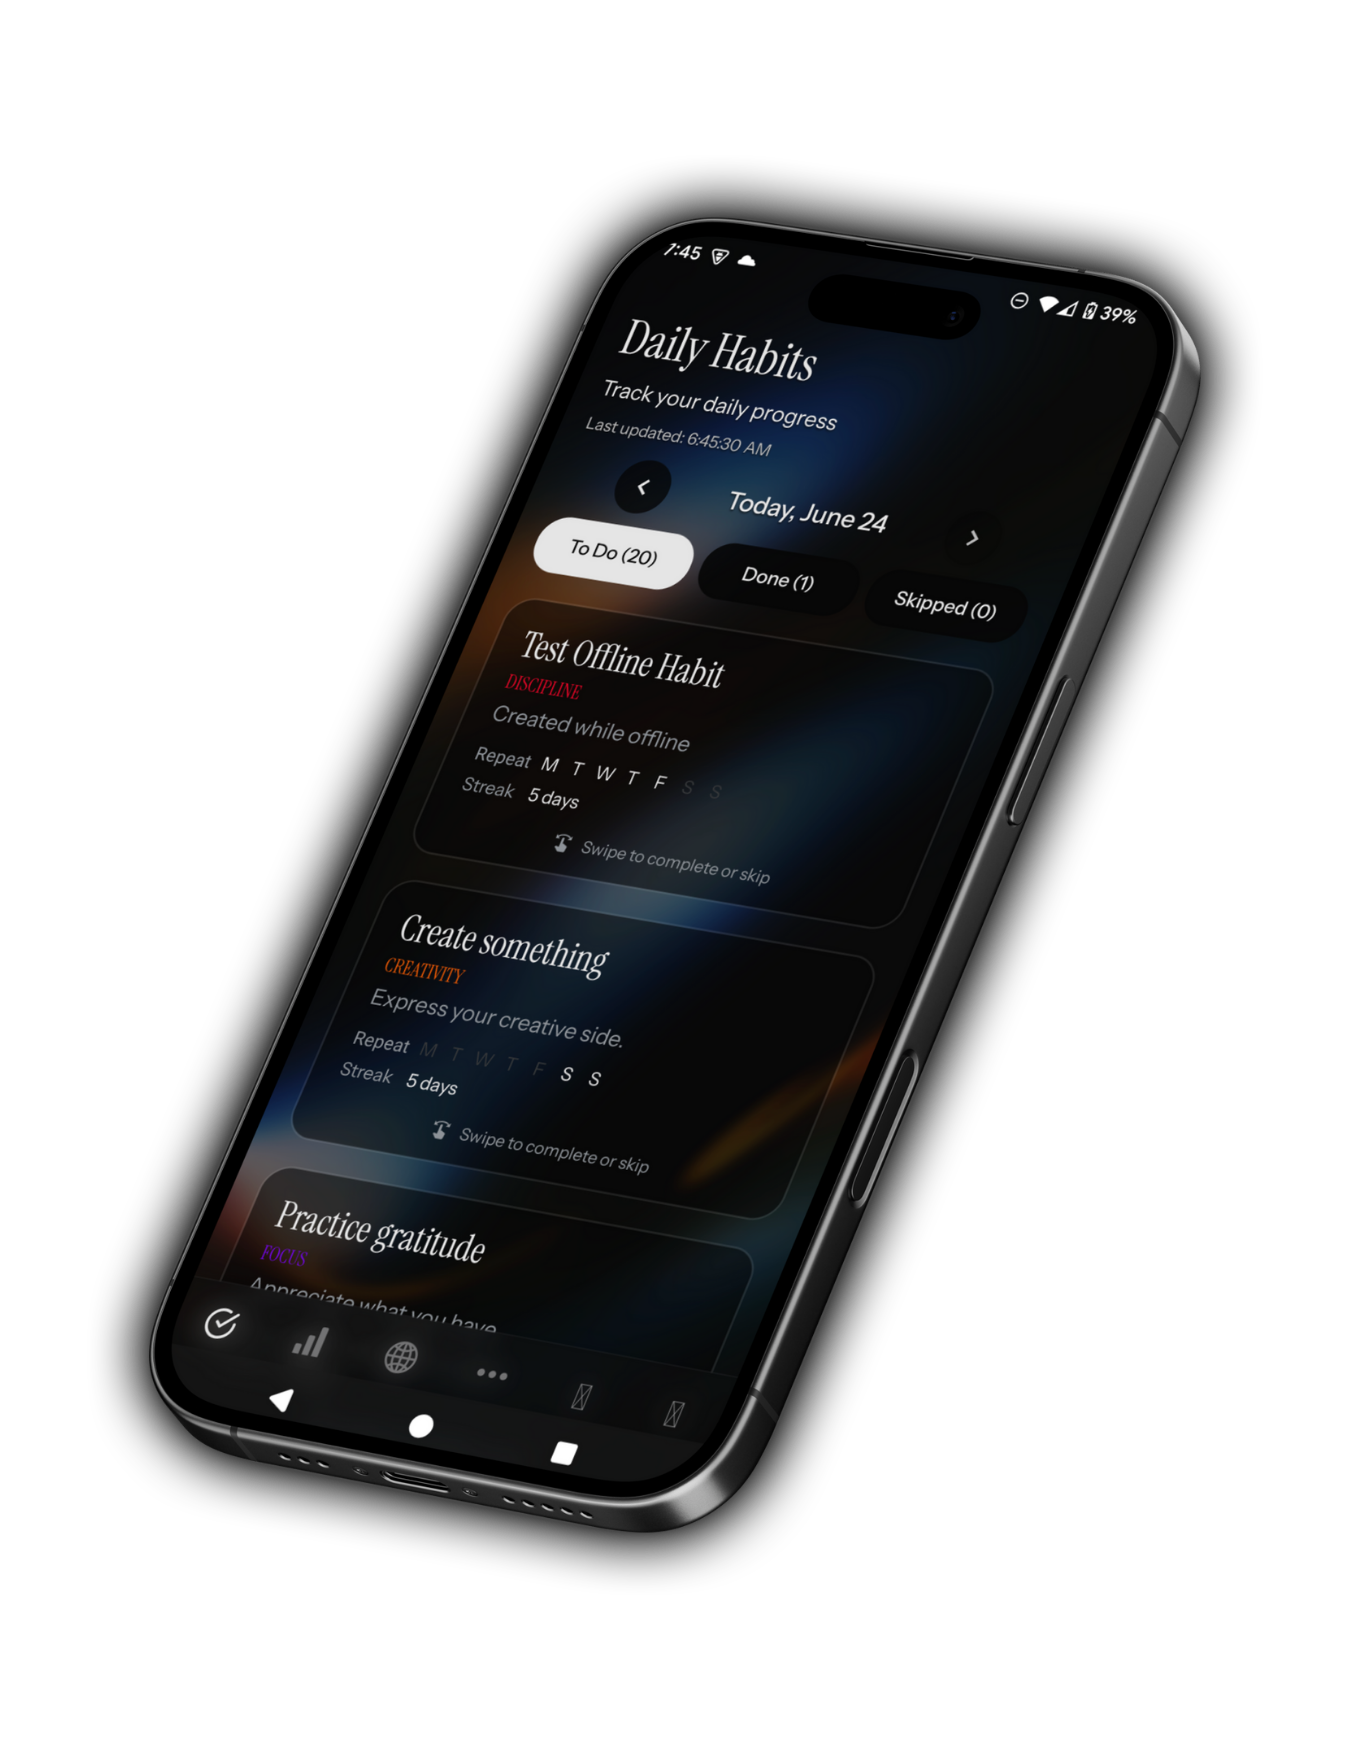 7:45
39%
Daily Habits
Track your daily progress
Last updated: 6:45:30 AM
Today, June 24
To Do (20)
Done (1)
Skipped (0)
Test Offline Habit
DISCIPLINE
Created while offline
Repeat M T W T F S S
Streak 5 days
Swipe to complete or skip
Create something
CREATIVITY
Express your creative side.
Repeat M T W T F S S
Streak 5 days
Swipe to complete or skip
Practice gratitude
FOCUS
Appreciate what you have